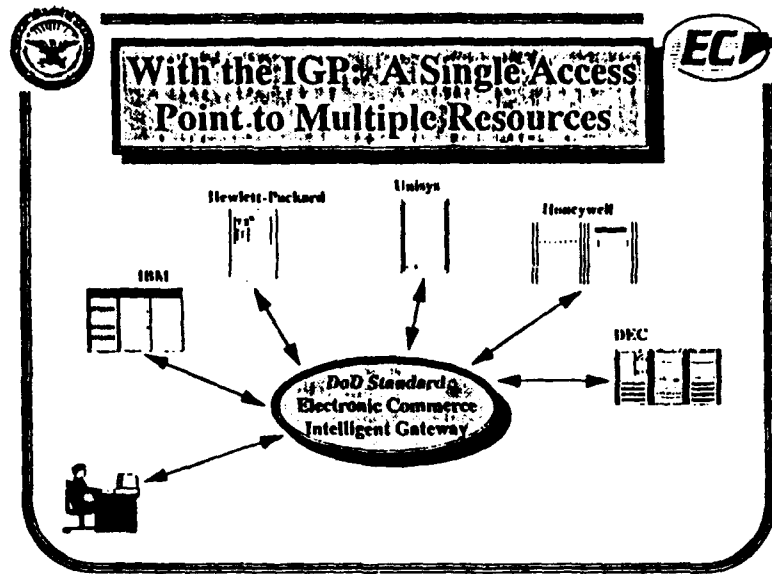 EC
With the IGP: A Single Access
Point to Multiple Resources
Hewlett-Packard
Unisys
Honeywell
IBM
DEC
DoD Standard
Electronic Commerce
Intelligent Gateway